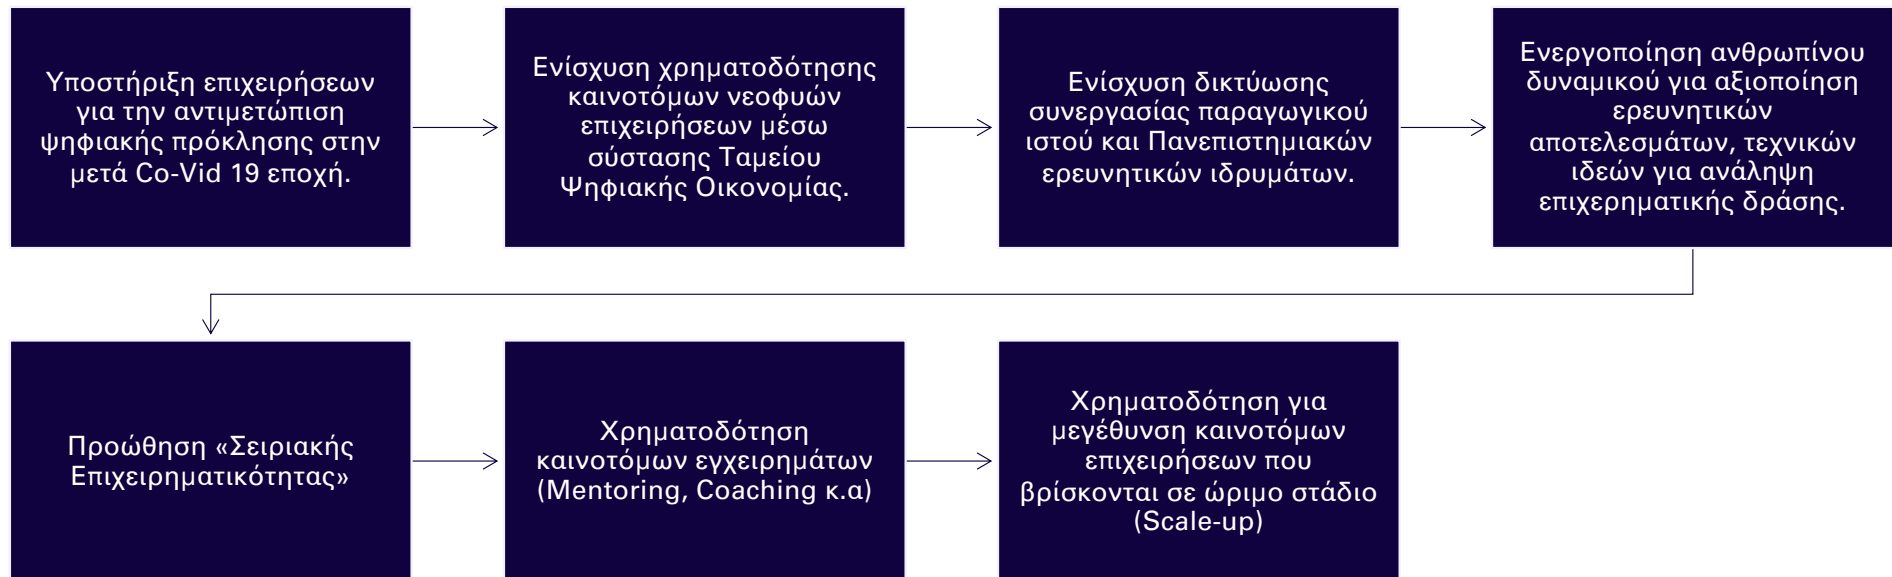 Υποστήριξη επιχειρήσεων
για την αντιμετώπιση
ψηφιακής πρόκλησης στην
μετά Co-Vid 19 εποχή.
Ενίσχυση χρηματοδότησης
καινοτόμων νεοφυών
επιχειρήσεων μέσω
σύστασης Ταμείου
Ψηφιακής Οικονομίας.
Ενίσχυση δικτύωσης
συνεργασίας παραγωγικού
ιστού και Πανεπιστημιακών
ερευνητικών ιδρυμάτων.
Ενεργοποίηση ανθρωπίνου
δυναμικού για αξιοποίηση
ερευνητικών
αποτελεσμάτων, τεχνικών
ιδεών για ανάληψη
επιχερηματικής δράσης.
Προώθηση «Σειριακής
Επιχειρηματικότητας»
Χρηματοδότηση
καινοτόμων εγχειρημάτων
(Mentoring, Coaching κ.α)
Χρηματοδότηση για
μεγέθυνση καινοτόμων
επιχειρήσεων που
βρίσκονται σε ώριμο στάδιο
(Scale-up)